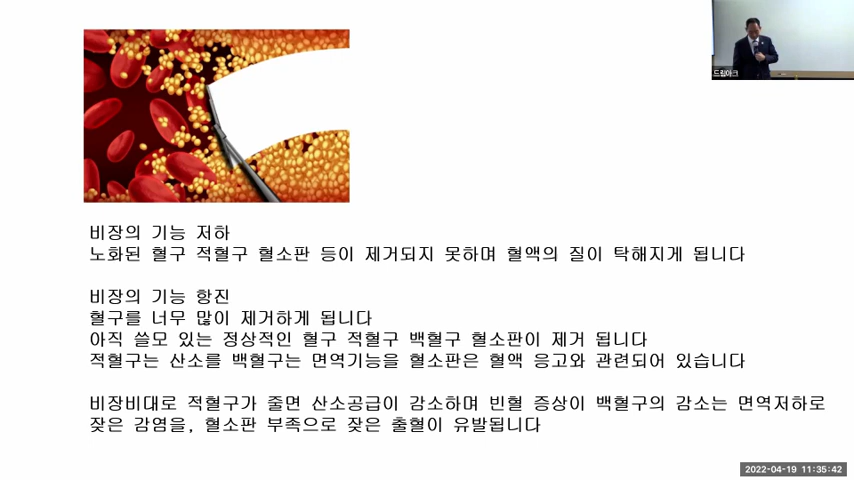 드림아크
비장의 기능 저하
노화된 혈구 적혈구 혈소판 등이 제거되지 못하며 혈액의 질이 탁해지게 됩니다
비장의 기능 항진
혈구를 너무 많이 제거하게 됩니다
아직 쓸모 있는 정상적인 혈구 적혈구 백혈구 혈소판이 제거 됩니다
적혈구는 산소를 백혈구는 면역기능을 혈소판은 혈액 응고와 관련되어 있습니다
비장비대로 적혈구가 줄면 산소공급이 감소하며 빈혈 증상이 백혈구의 감소는 면역저하로
잦은 감염을, 혈소판 부족으로 잦은 출혈이 유발됩니다
2022-04-19 11:35:42